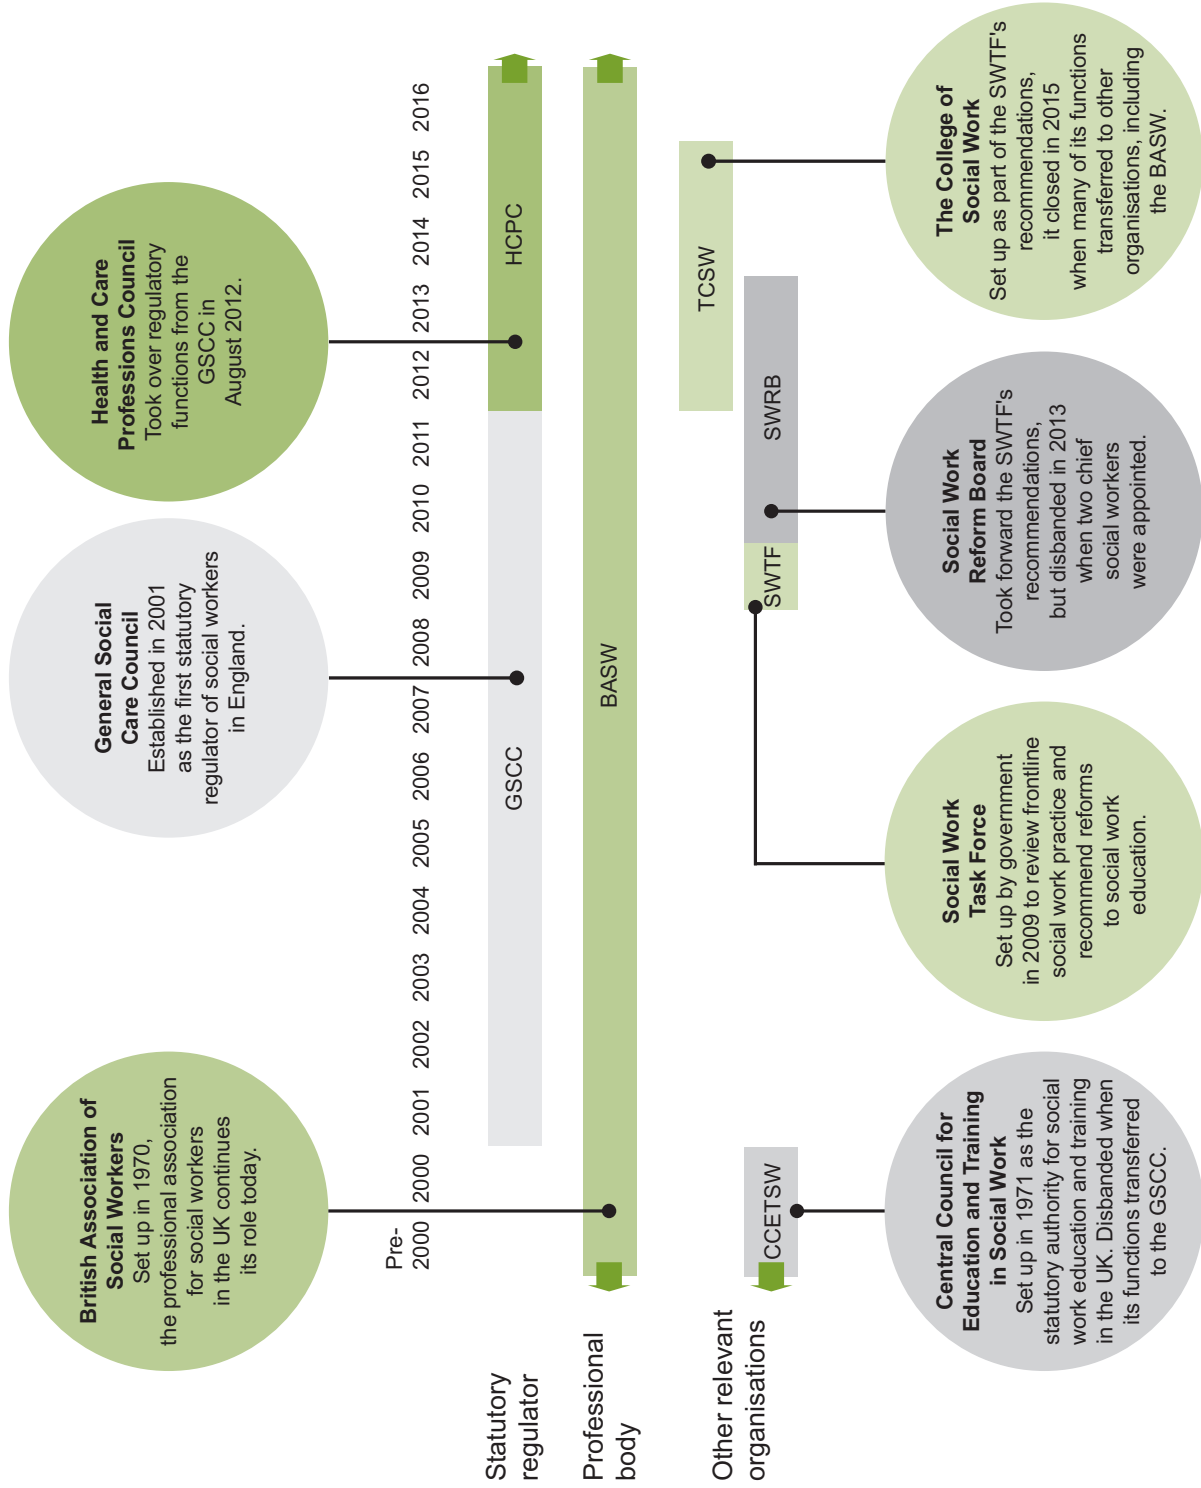 British Association of
Social Workers
Set up in 1970,
the professional association
for social workers
in the UK continues
its role today.
General Social
Care Council
Established in 2001
as the first statutory
regulator of social workers
in England.
Health and Care
Professions Council
Took over regulatory
functions from the
GSCC in
August 2012.
Pre-
2000 2000 2001 2002 2003 2004 2005 2006 2007 2008 2009 2010 2011 2012 2013 2014 2015 2016
Statutory
regulator
GSCC
HCPC
Professional
body
BASW
Other relevant
organisations
TCSW
CCETSW
SWTF
SWRB
Central Council for
Education and Training
in Social Work
Set up in 1971 as the
statutory authority for social
work education and training
in the UK. Disbanded when
its functions transferred
to the GSCC.
Social Work
Task Force
Set up by government
in 2009 to review frontline
social work practice and
recommend reforms
to social work
education.
Social Work
Reform Board
Took forward the SWTF's
recommendations,
but disbanded in 2013
when two chief
social workers
were appointed.
The College of
Social Work
Set up as part of the SWTF's
recommendations,
it closed in 2015
when many of its functions
transferred to other
organisations, including
the BASW.